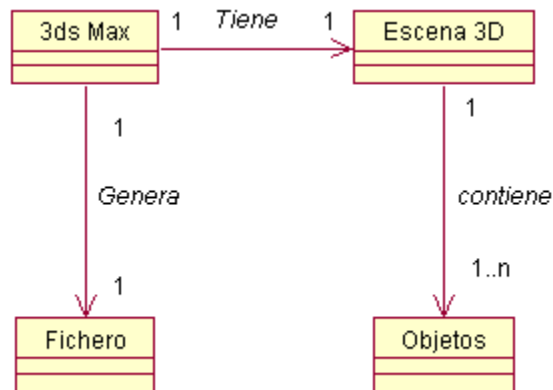 3ds Max
1
Tiene
1
Escena 3D
1
1
Genera
contiene
1
1..n
Fichero
Objetos